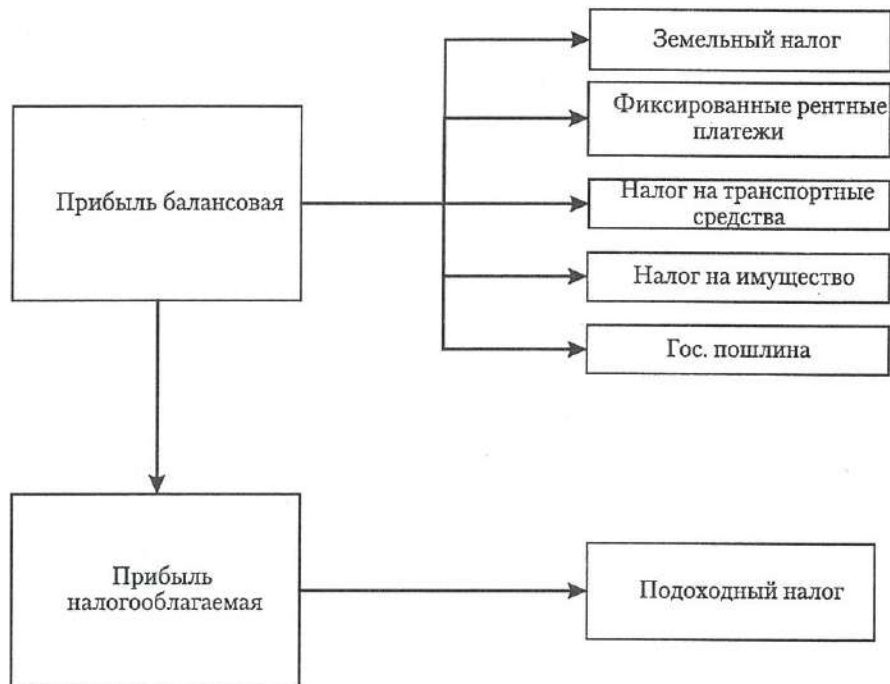 Земельный налог
Фиксированные рентные
платежи
Прибыль балансовая
Налог на транспортные
средства
Налог на имущество
Гос. пошлина
Прибыль
налогооблагаемая
Подоходный налог